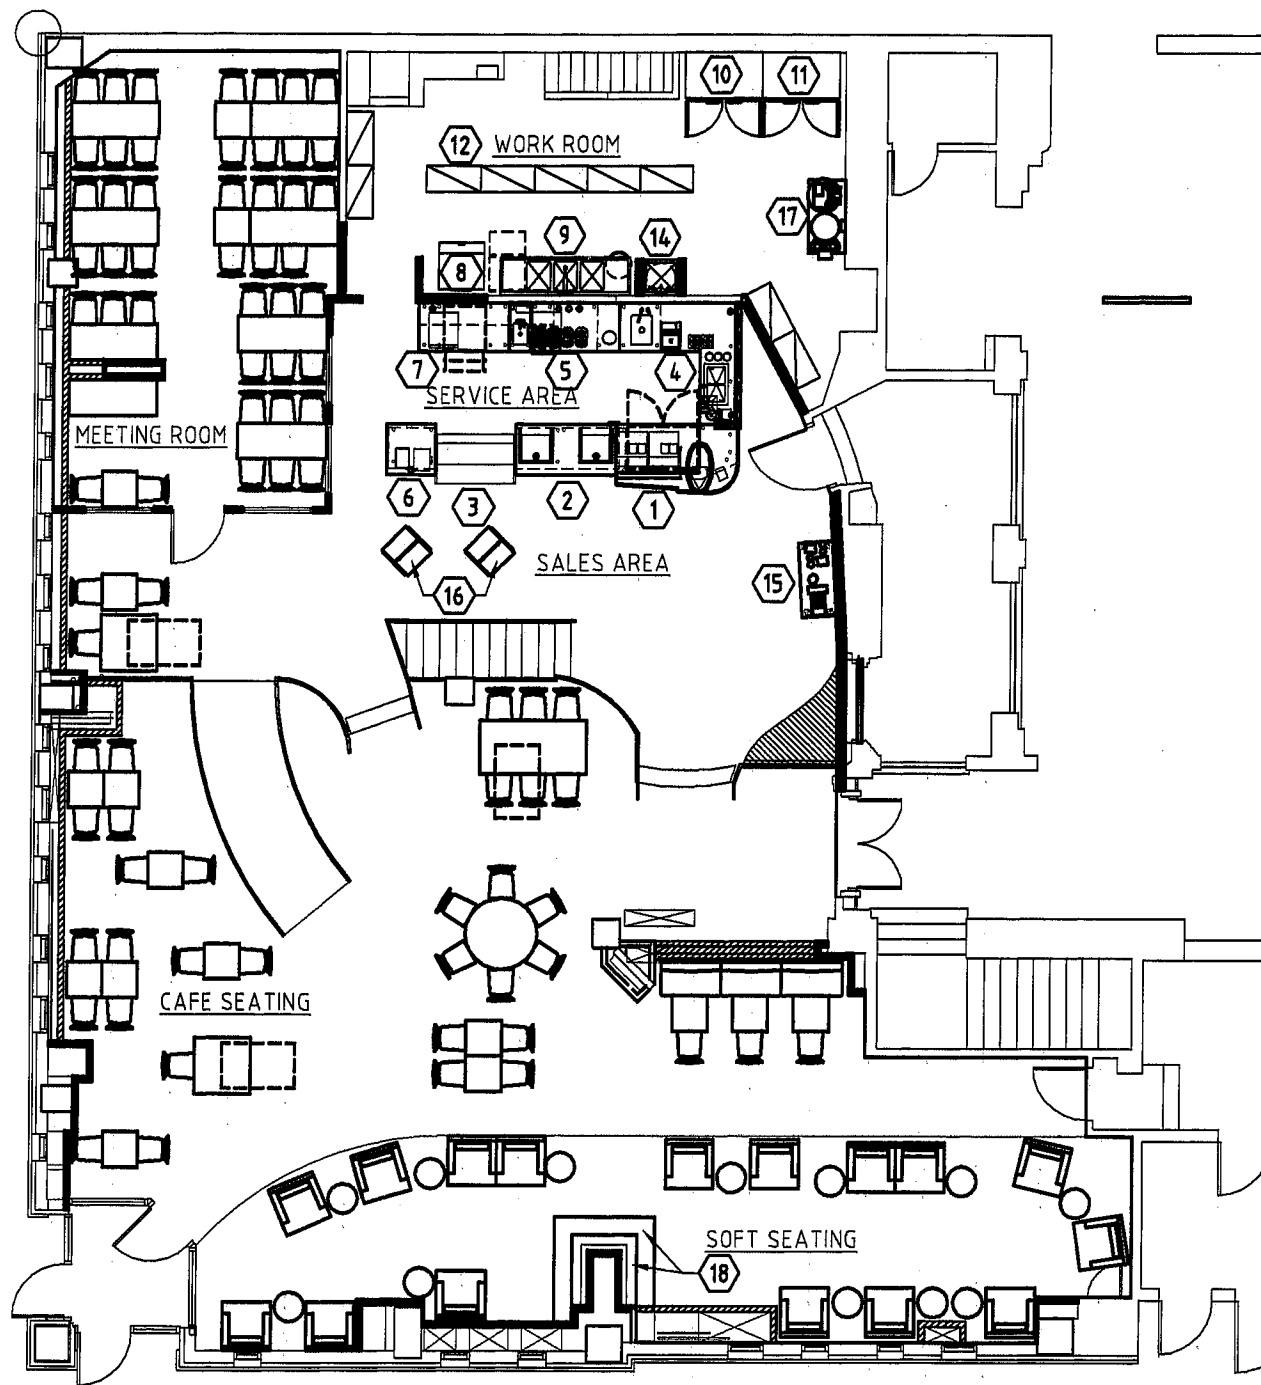 10 11
12 WORK ROOM
17
9 14
8
7 5 4
SERVICE AREA
MEETING ROOM
6 3 2 1
SALES AREA
15
16
CAFE SEATING
SOFT SEATING
18